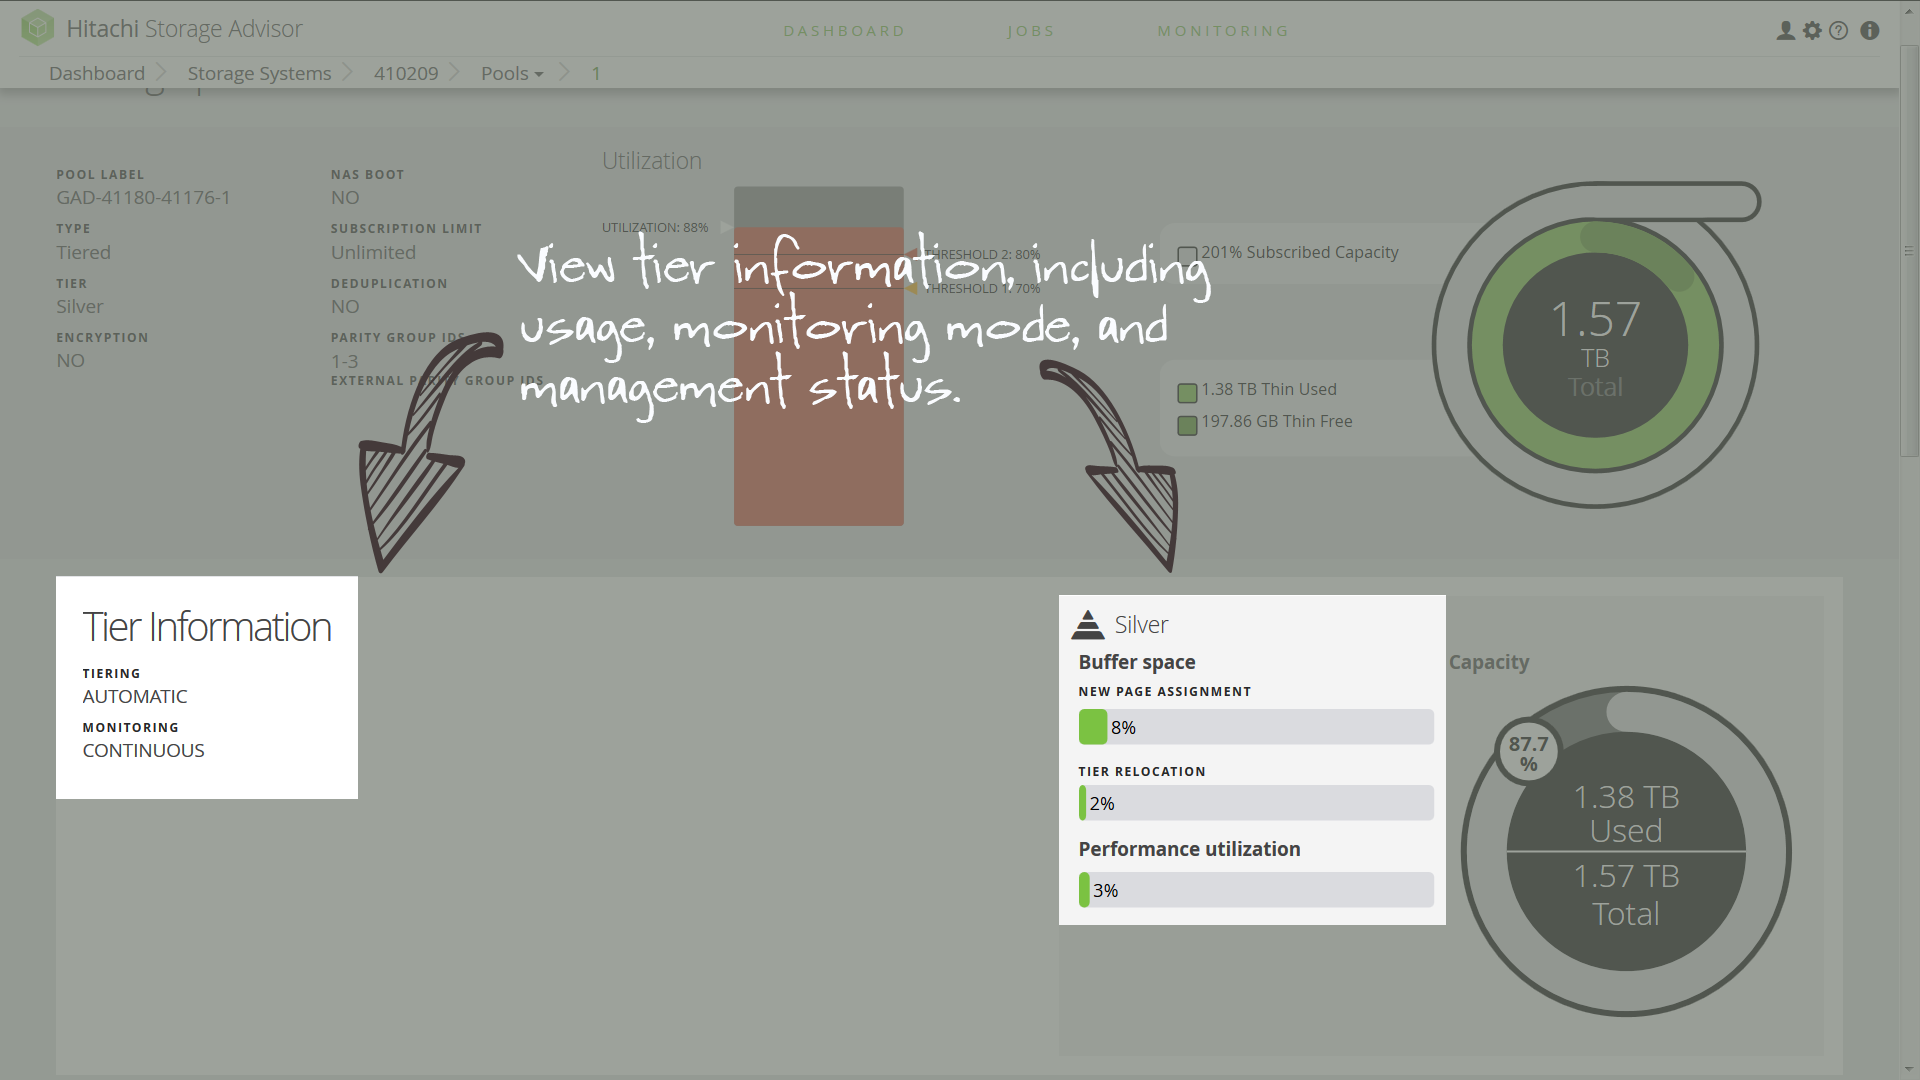 Hitachi Storage Advisor
DASHBOARD JOBS MONITORING
Dashboard Storage Systems 410209 Pools 1
Utilization
POOL LABEL
GAD-41180-41176-1
TYPE
Tiered
TIER
Silver
ENCRYPTION
NO
NAS BOOT
NO
SUBSCRIPTION LIMIT
Unlimited
DEDUPLICATION
NO
PARITY GROUP IDS
1-3
EXTERNAL PARITY GROUP IDS
UTILIZATION: 88%
THRESHOLD 2: 80%
THRESHOLD 1: 70%
View tier information, including
usage, monitoring mode, and
management status.
201% Subscribed Capacity
1.38 TB Thin Used
197.86 GB Thin Free
1.57
TB
Total
Tier Information
TIERING
AUTOMATIC
MONITORING
CONTINUOUS
Silver
Buffer space
NEW PAGE ASSIGNMENT
8%
TIER RELOCATION
2%
Performance utilization
3%
Capacity
87.7
%
1.38 TB
Used
1.57 TB
Total